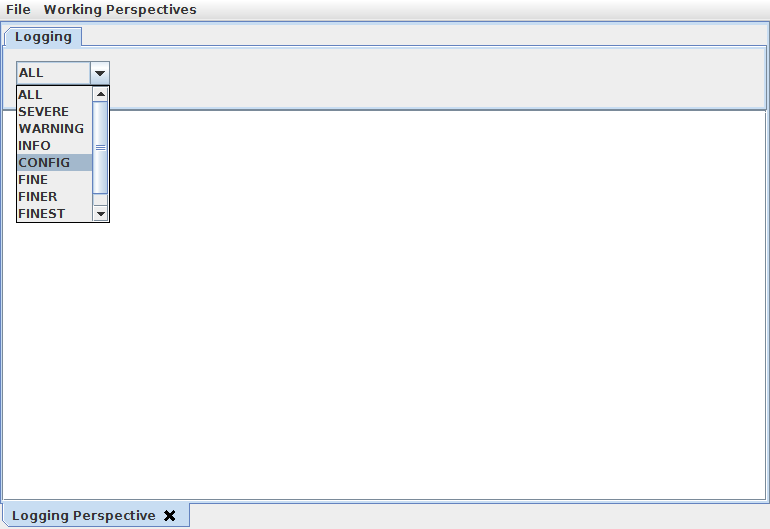 File Working Perspectives
Logging
ALL
ALL
SEVERE
WARNING
INFO
CONFIG
FINE
FINER
FINEST
Logging Perspective